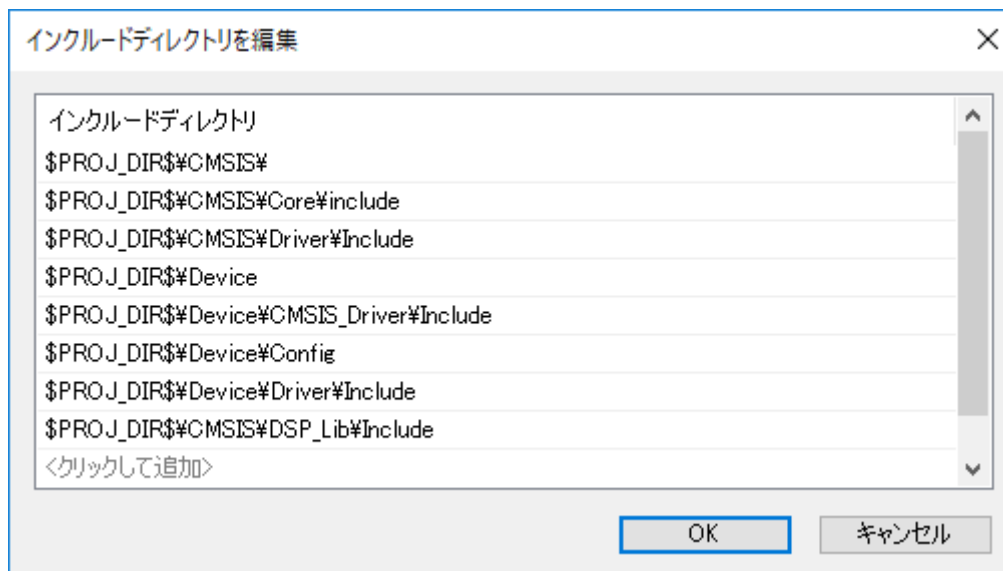 インクルードディレクトリを編集
インクルードディレクトリ
$PROJ_DIR$¥CMSIS¥
$PROJ_DIR$¥CMSIS¥Core¥include
$PROJ_DIR$¥CMSIS¥Driver¥Include
$PROJ_DIR$¥Device
$PROJ_DIR$¥Device¥CMSIS_Driver¥Include
$PROJ_DIR$¥Device¥Config
$PROJ_DIR$¥Device¥Driver¥Include
$PROJ_DIR$¥CMSIS¥DSP_Lib¥Include
<クリックして追加>
OK キャンセル